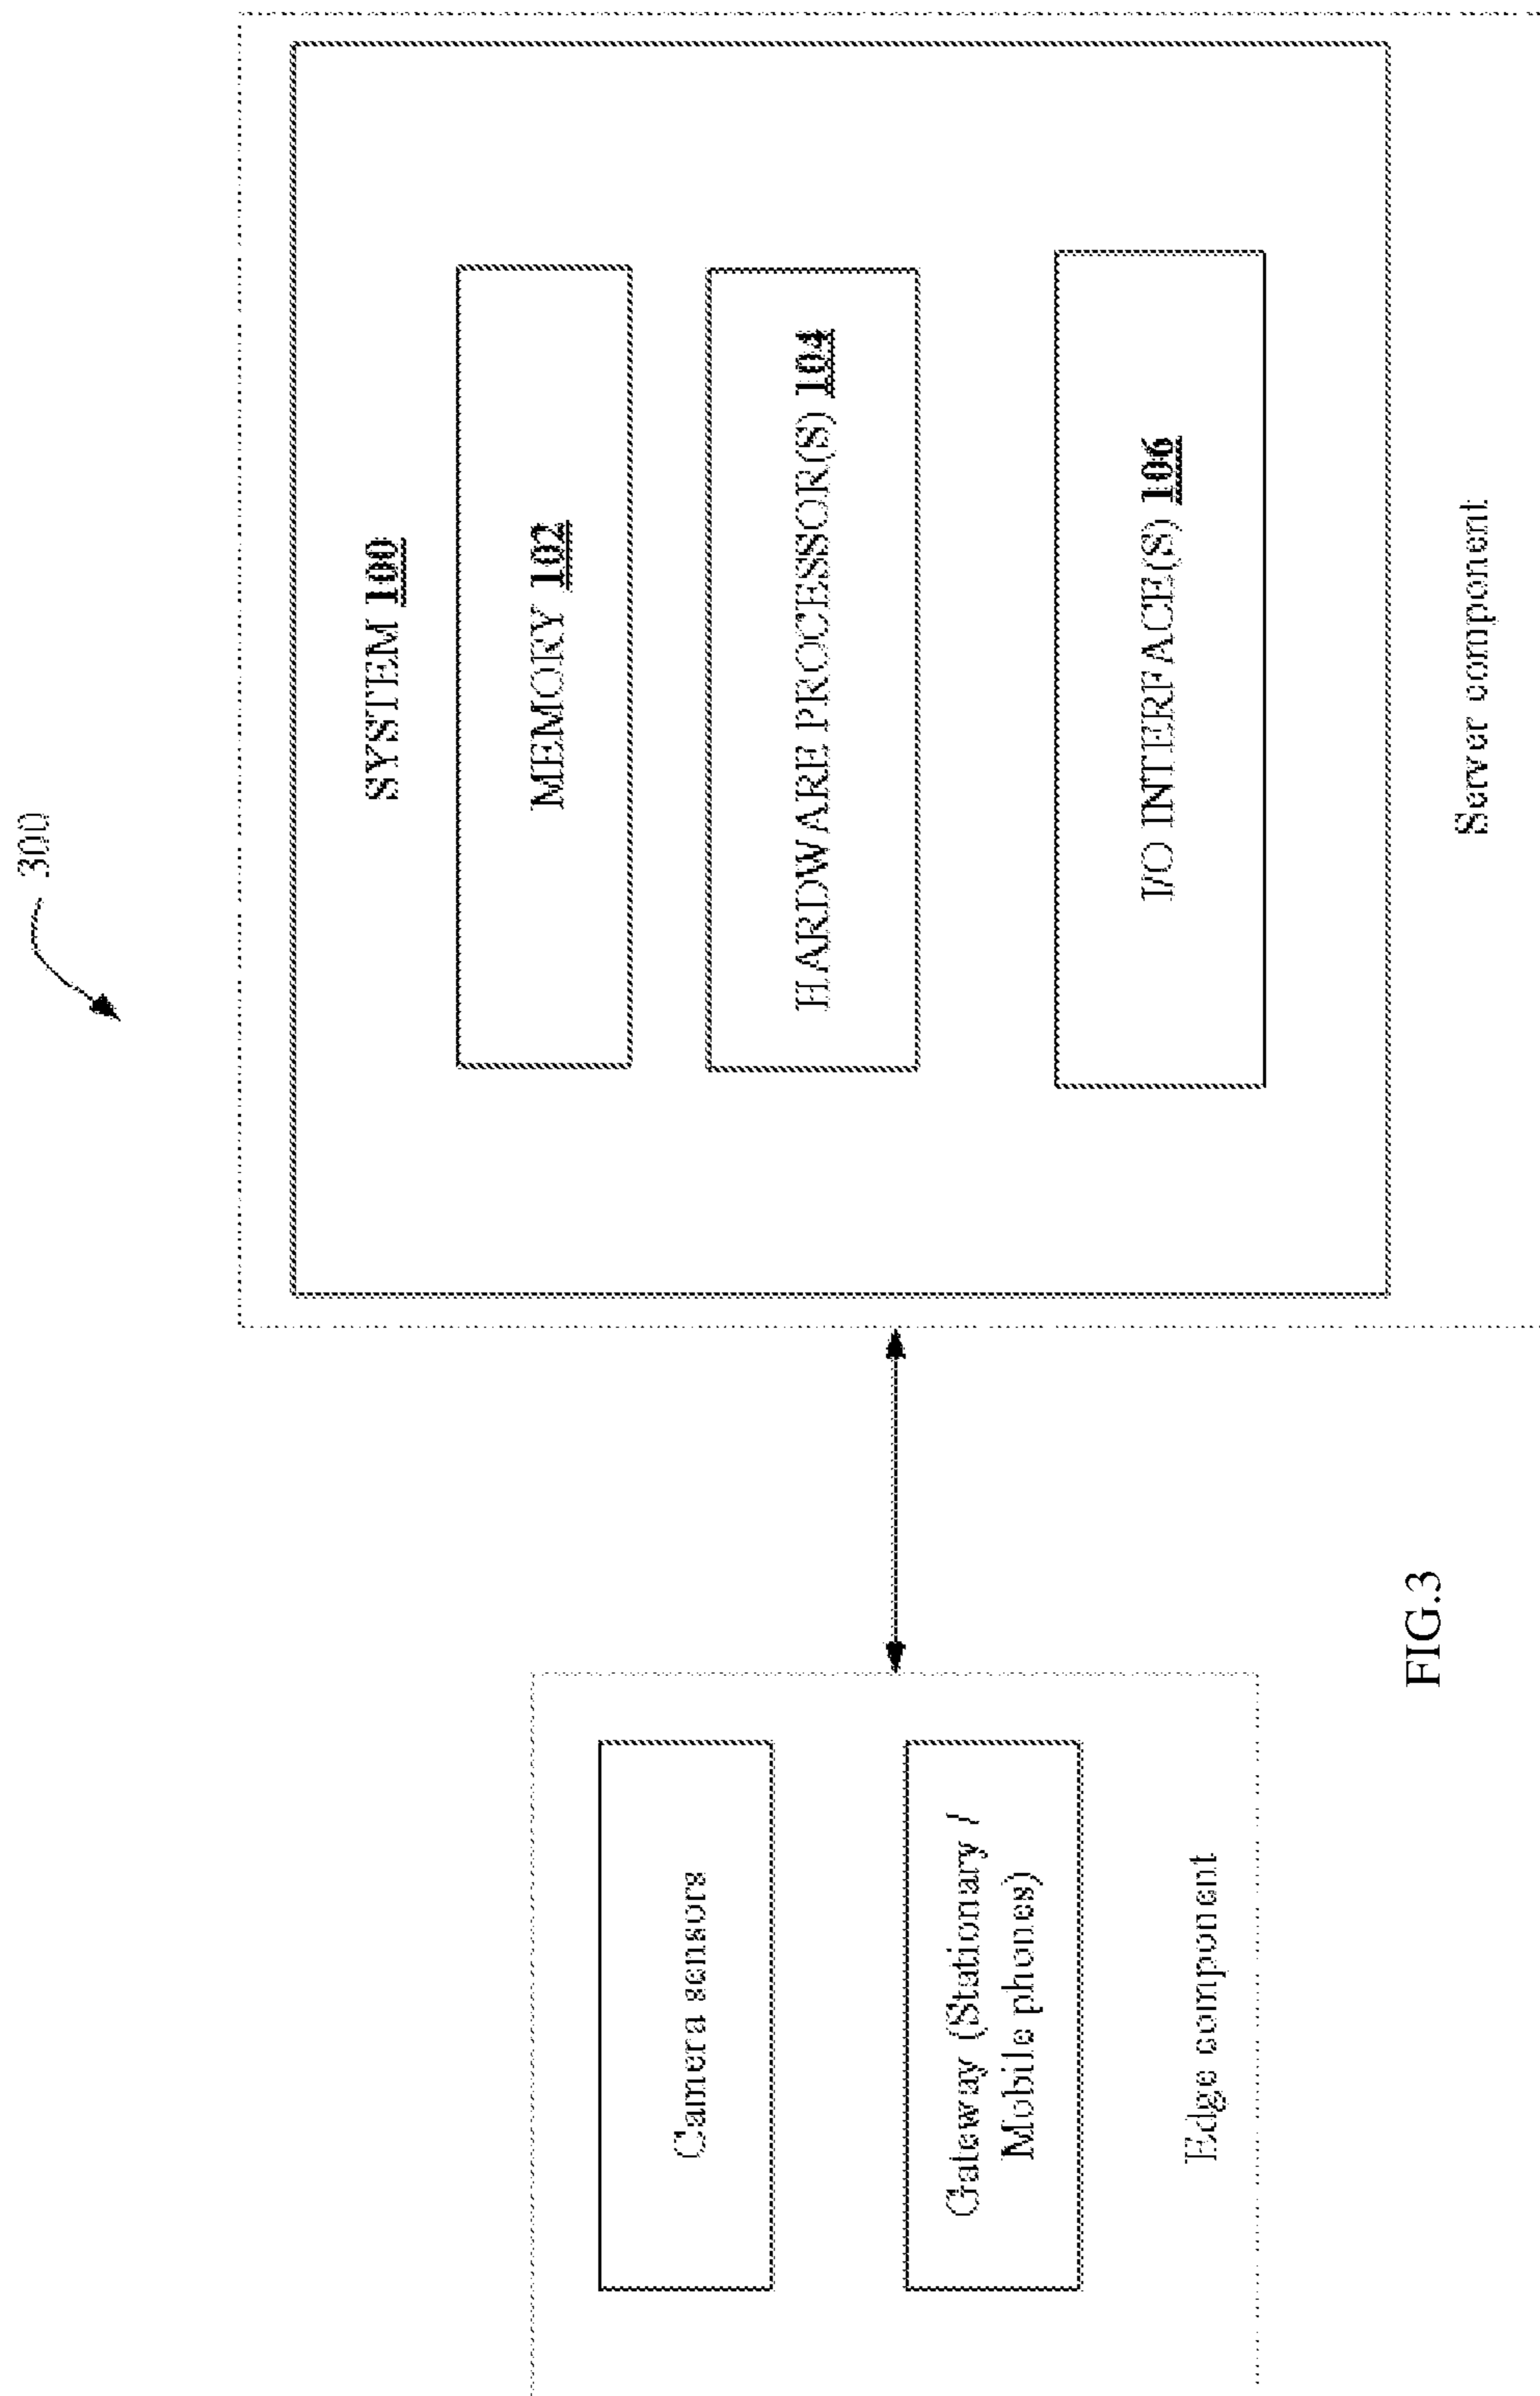 300
Camera sensors
Gateway (Stationary /
Mobile phones)
Edge component
SYSTEM 100
MEMORY 102
HARDWARE PROCESSOR(S) 104
I/O INTERFACE(S) 106
Server component
FIG.3